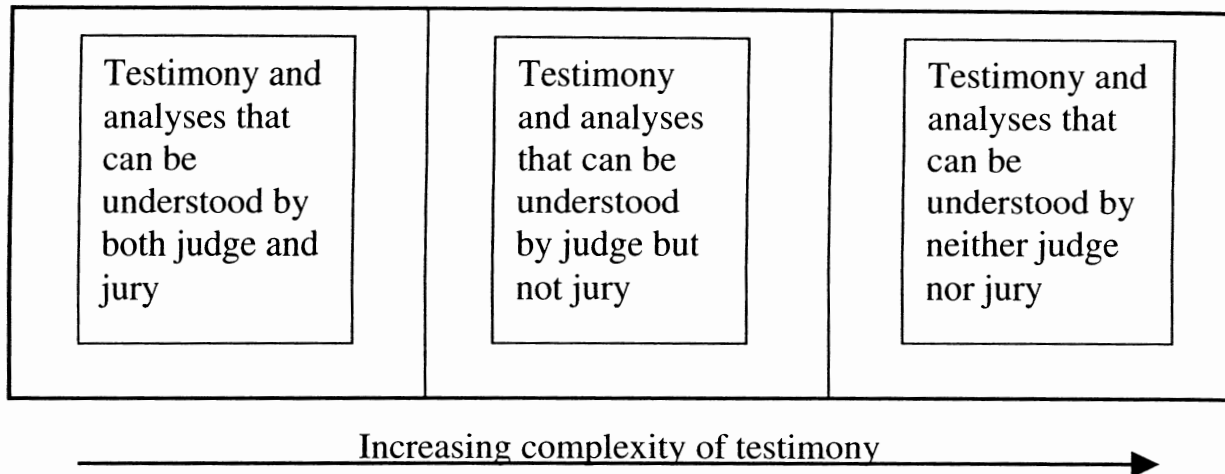 Testimony and
analyses that
can be
understood by
both judge and
jury
Testimony
and analyses
that can be
understood
by judge but
not jury
Testimony and
analyses that
can be
understood by
neither judge
nor jury
Increasing complexity of testimony